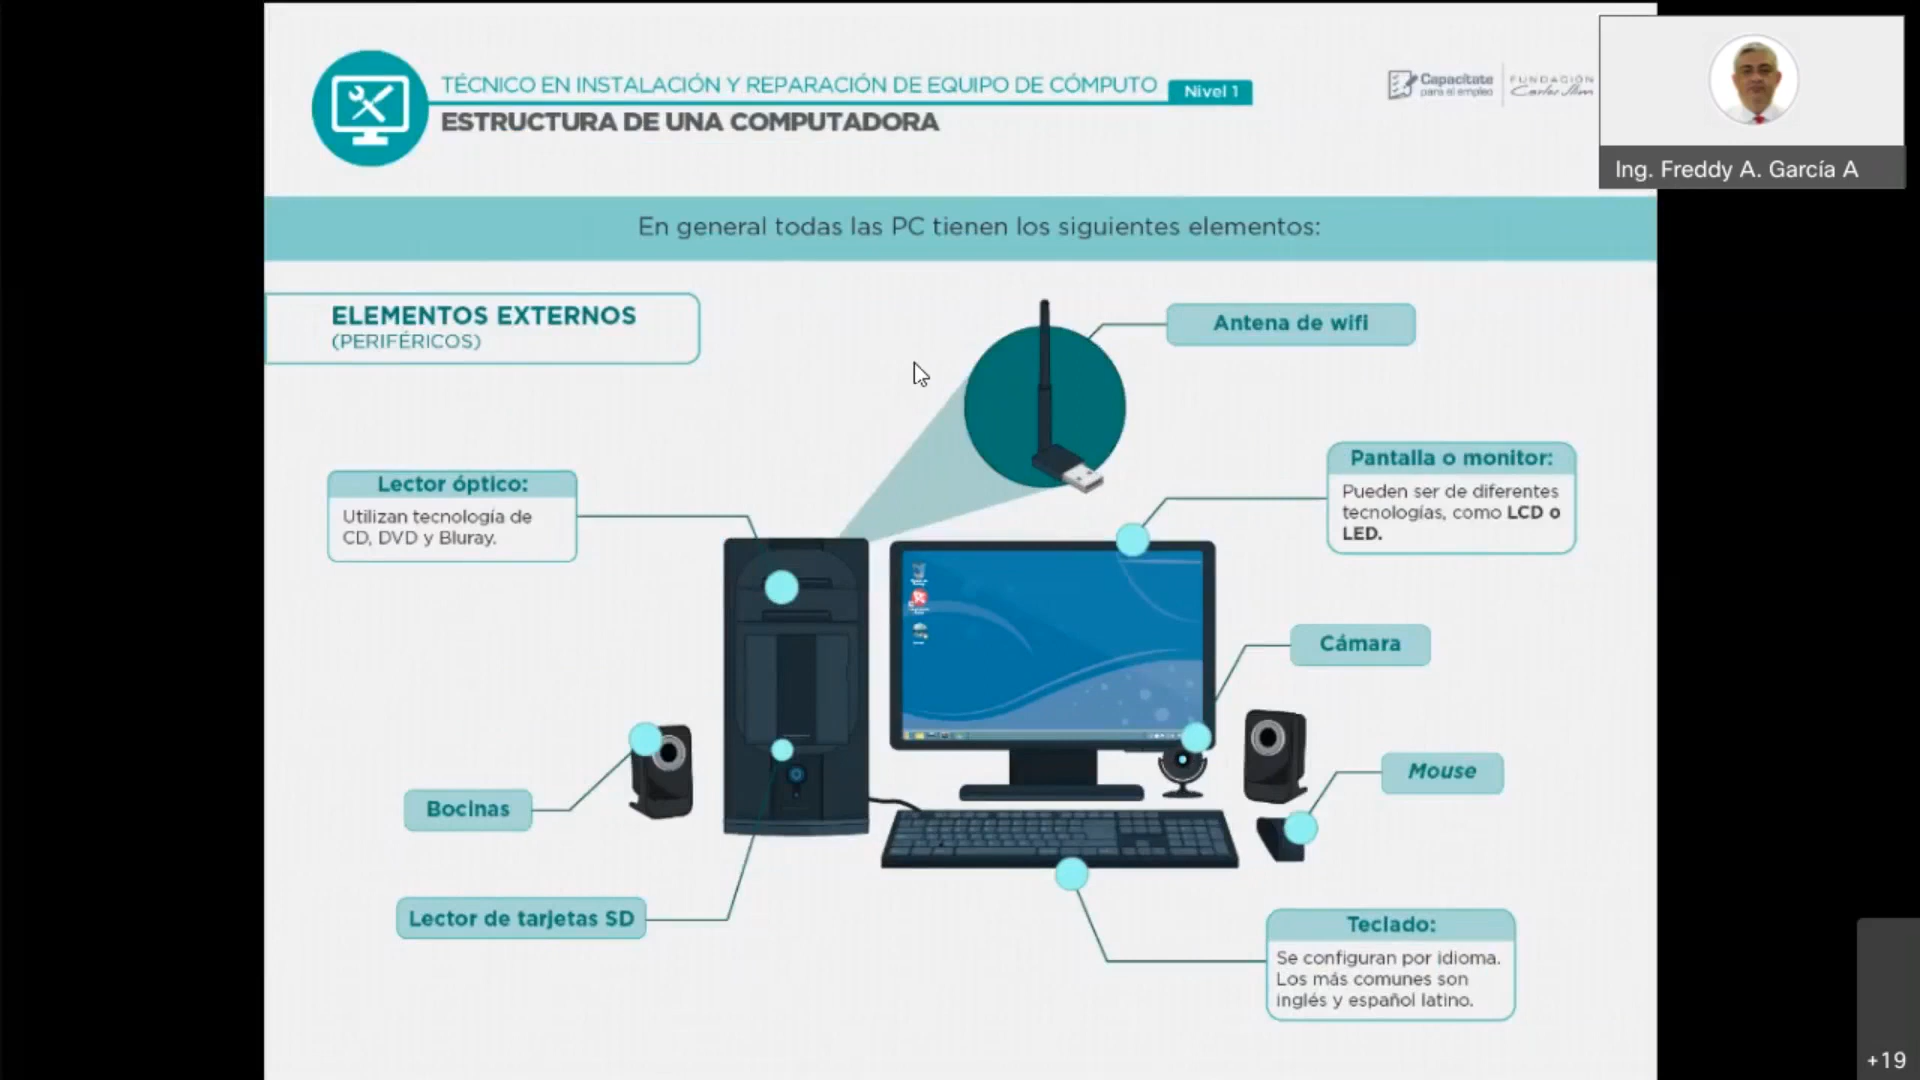 TÉCNICO EN INSTALACIÓN Y REPARACIÓN DE EQUIPO DE CÓMPUTO
Nivel 1
ESTRUCTURA DE UNA COMPUTADORA
Capacítate
para el empleo
FUNDACIÓN
Carlos Slim
Ing. Freddy A. García A
En general todas las PC tienen los siguientes elementos:
ELEMENTOS EXTERNOS
(PERIFÉRICOS)
Antena de wifi
Lector óptico:
Utilizan tecnología de
CD, DVD y Bluray.
Pantalla o monitor:
Pueden ser de diferentes
tecnologías, como LCD o
LED.
Cámara
Mouse
Bocinas
Lector de tarjetas SD
Teclado:
Se configuran por idioma.
Los más comunes son
inglés y español latino.
+19